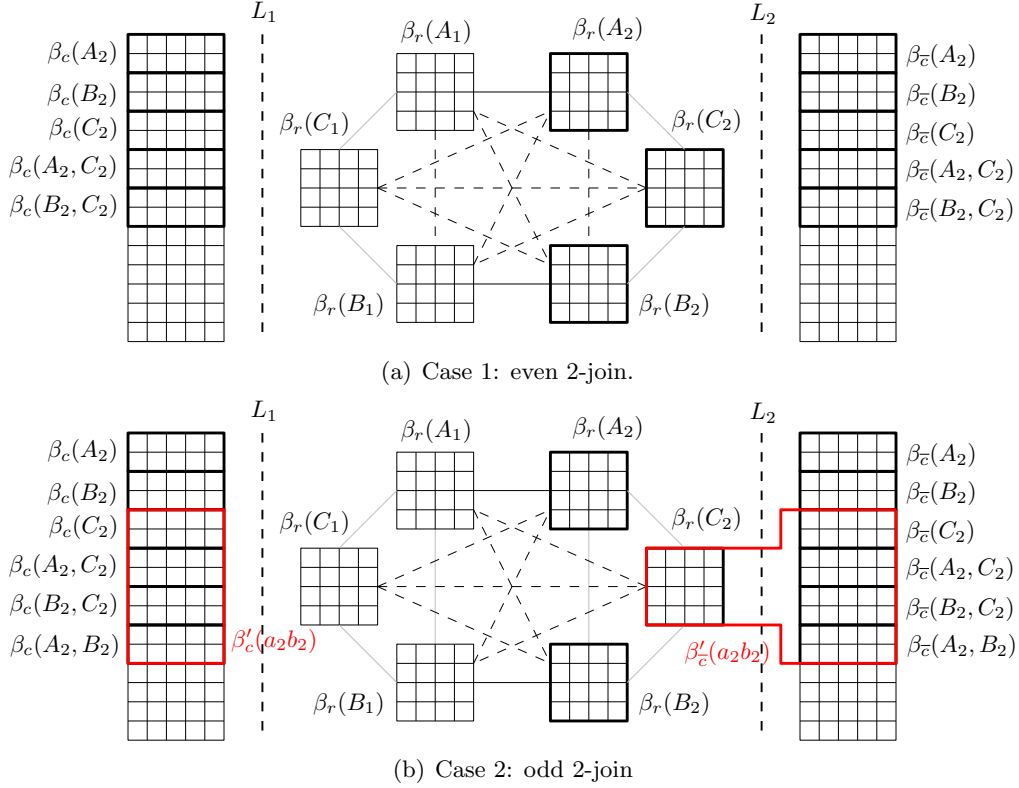 L₁
L₂
β_c(A₂)
β_c(B₂)
β_c(C₂)
β_c(A₂, C₂)
β_c(B₂, C₂)
β_r(A₁)
β_r(A₂)
β_r(C₁)
β_r(C₂)
β_r(B₁)
β_r(B₂)
β_c̅(A₂)
β_c̅(B₂)
β_c̅(C₂)
β_c̅(A₂, C₂)
β_c̅(B₂, C₂)
(a) Case 1: even 2-join.
L₁
L₂
β_c(A₂)
β_c(B₂)
β_c(C₂)
β_c(A₂, C₂)
β_c(B₂, C₂)
β_c(A₂, B₂)
β′_c(a₂b₂)
β_r(A₁)
β_r(A₂)
β_r(C₁)
β_r(C₂)
β_r(B₁)
β_r(B₂)
β′_c̅(a₂b₂)
β_c̅(A₂)
β_c̅(B₂)
β_c̅(C₂)
β_c̅(A₂, C₂)
β_c̅(B₂, C₂)
β_c̅(A₂, B₂)
(b) Case 2: odd 2-join